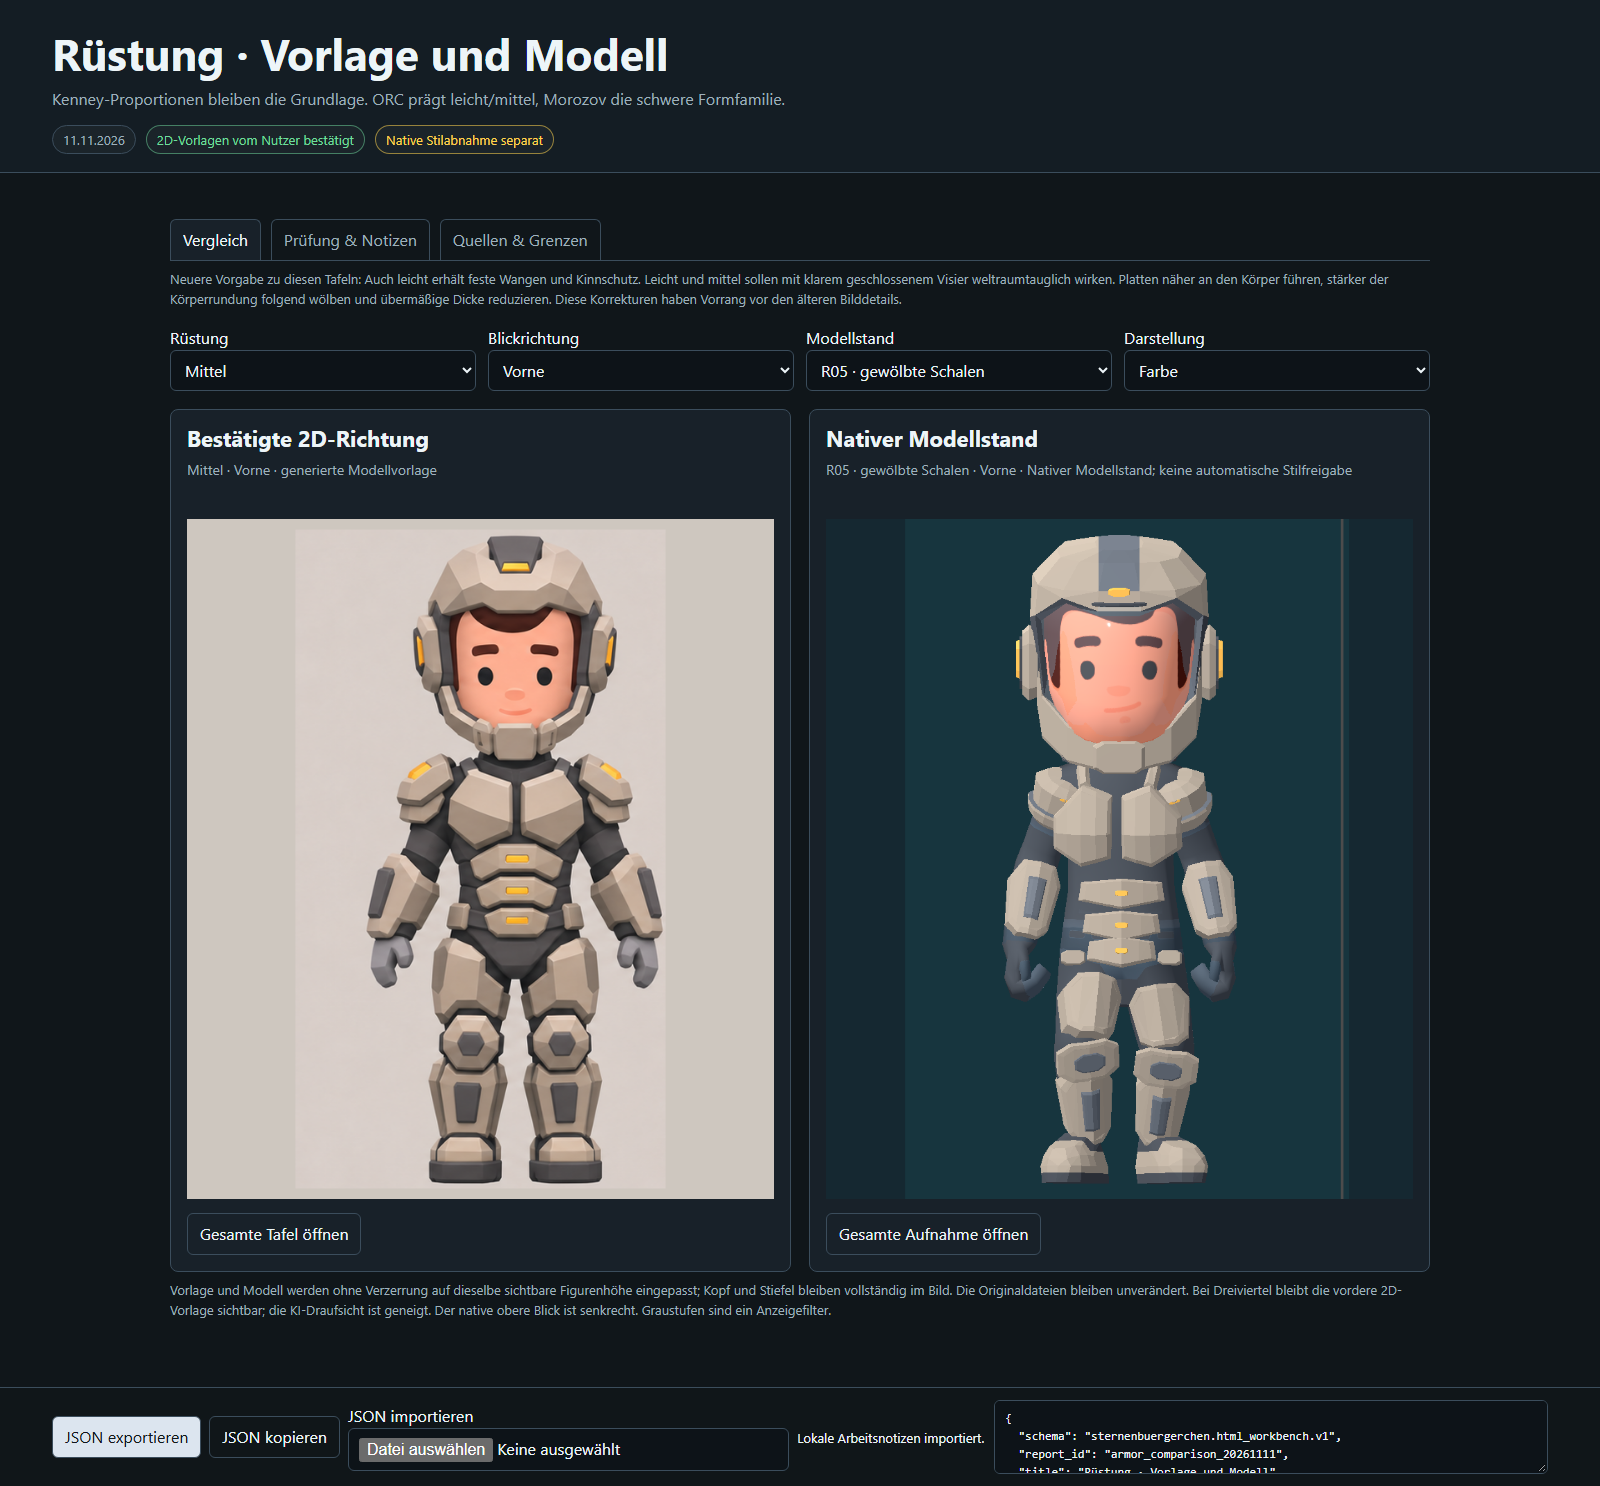 Rüstung · Vorlage und Modell
Kenney-Proportionen bleiben die Grundlage. ORC prägt leicht/mittel, Morozov die schwere Formfamilie.
11.11.2026
2D-Vorlagen vom Nutzer bestätigt
Native Stilabnahme separat
Vergleich
Prüfung & Notizen
Quellen & Grenzen
Neuere Vorgabe zu diesen Tafeln: Auch leicht erhält feste Wangen und Kinnschutz. Leicht und mittel sollen mit klarem geschlossenem Visier weltraumtauglich wirken. Platten näher an den Körper führen, stärker der
Körperrundung folgend wölben und übermäßige Dicke reduzieren. Diese Korrekturen haben Vorrang vor den älteren Bilddetails.
Rüstung
Blickrichtung
Modellstand
Darstellung
Mittel
Vorne
R05 · gewölbte Schalen
Farbe
Bestätigte 2D-Richtung
Mittel · Vorne · generierte Modellvorlage
Nativer Modellstand
R05 · gewölbte Schalen · Vorne · Nativer Modellstand; keine automatische Stilfreigabe
Gesamte Tafel öffnen
Gesamte Aufnahme öffnen
Vorlage und Modell werden ohne Verzerrung auf dieselbe sichtbare Figurenhöhe eingepasst; Kopf und Stiefel bleiben vollständig im Bild. Die Originaldateien bleiben unverändert. Bei Dreiviertel bleibt die vordere 2D-
Vorlage sichtbar; die KI-Draufsicht ist geneigt. Der native obere Blick ist senkrecht. Graustufen sind ein Anzeigefilter.
JSON exportieren
JSON kopieren
JSON importieren
Datei auswählen Keine ausgewählt
Lokale Arbeitsnotizen importiert.
{
"schema": "sternenbuergerchen.html_workbench.v1",
"report_id": "armor_comparison_20261111",
"title": "Rüstung · Vorlage und Modell"